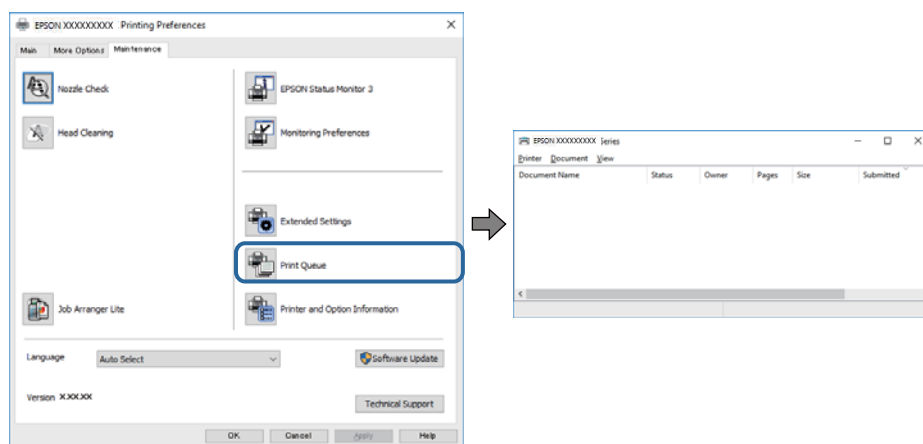 EPSON XXXXXXXXX Printing Preferences
Main More Options Maintenance
Nozzle Check
EPSON Status Monitor 3
Head Cleaning
Monitoring Preferences
Extended Settings
Print Queue
Job Arranger Lite
Printer and Option Information
Language Auto Select Software Update
Version X.XX.XX
Technical Support
OK Cancel Apply Help
EPSON XXXXXXXXX Series
Printer Document View
Document Name Status Owner Pages Size Submitted